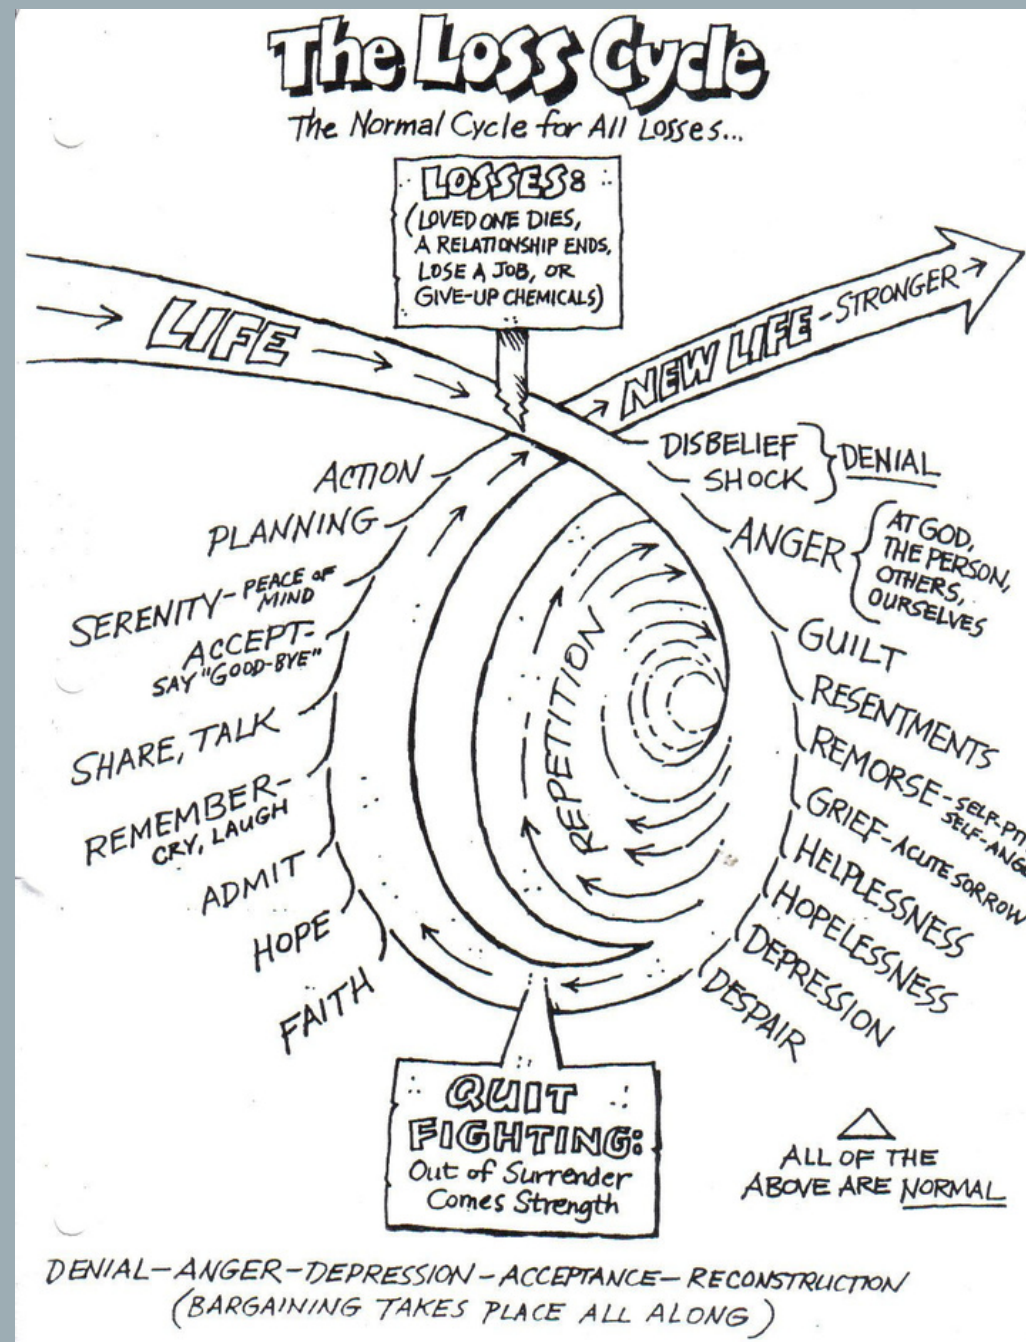 The Loss Cycle
The Normal Cycle for All Losses...
LOSSES:
(LOVED ONE DIES,
A RELATIONSHIP ENDS,
LOSE A JOB, OR
GIVE-UP CHEMICALS)
LIFE
NEW LIFE - STRONGER
DISBELIEF
SHOCK
DENIAL
ANGER
AT GOD,
THE PERSON,
OTHERS,
OURSELVES
GUILT
RESENTMENTS
REMORSE-
GRIEF-ACUTE SORROW
HELPLESSNESS
HOPELESSNESS
DEPRESSION
DESPAIR
REPETITION
ACTION
PLANNING
SERENITY-PEACE OF
MIND
ACCEPT-
SAY "GOOD-BYE"
SHARE, TALK
REMEMBER-
CRY, LAUGH
ADMIT
HOPE
FAITH
QUIT
FIGHTING:
Out of Surrender
Comes Strength
ALL OF THE
ABOVE ARE NORMAL
DENIAL-ANGER-DEPRESSION-ACCEPTANCE-RECONSTRUCTION
(BARGAINING TAKES PLACE ALL ALONG)